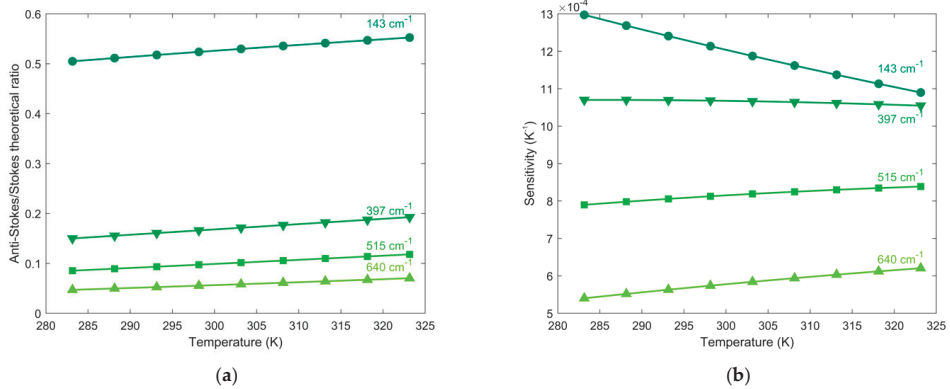 0.6
0.5
0.4
0.3
0.2
0.1
0
Anti-Stokes/Stokes theoretical ratio
143 cm-1
397 cm-1
515 cm-1
640 cm-1
280 285 290 295 300 305 310 315 320 325
Temperature (K)
(a)
×10-4
13
12
11
10
9
8
7
6
5
Sensitivity (K-1)
143 cm-1
397 cm-1
515 cm-1
640 cm-1
280 285 290 295 300 305 310 315 320 325
Temperature (K)
(b)